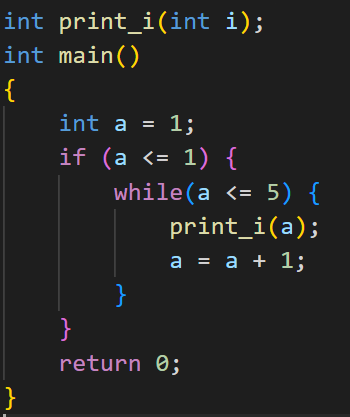 int print_i(int i);
int main()
{
    int a = 1;
    if (a <= 1) {
        while(a <= 5) {
            print_i(a);
            a = a + 1;
        }
    }
    return 0;
}